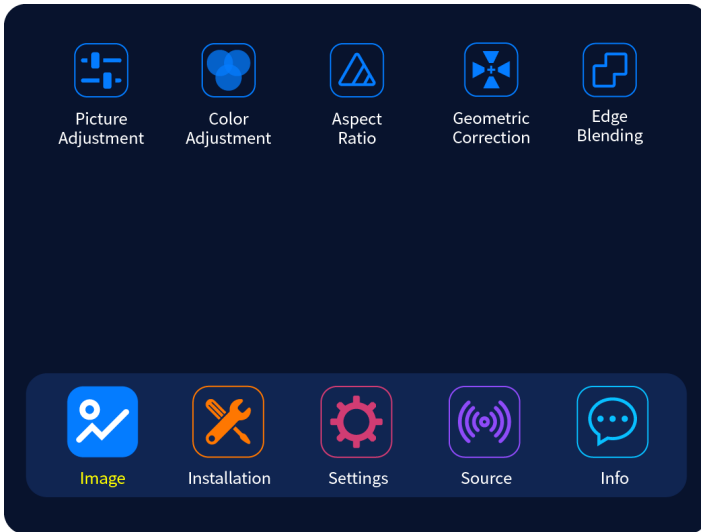 Picture
Adjustment
Color
Adjustment
Aspect
Ratio
Geometric
Correction
Edge
Blending
Image
Installation
Settings
Source
Info